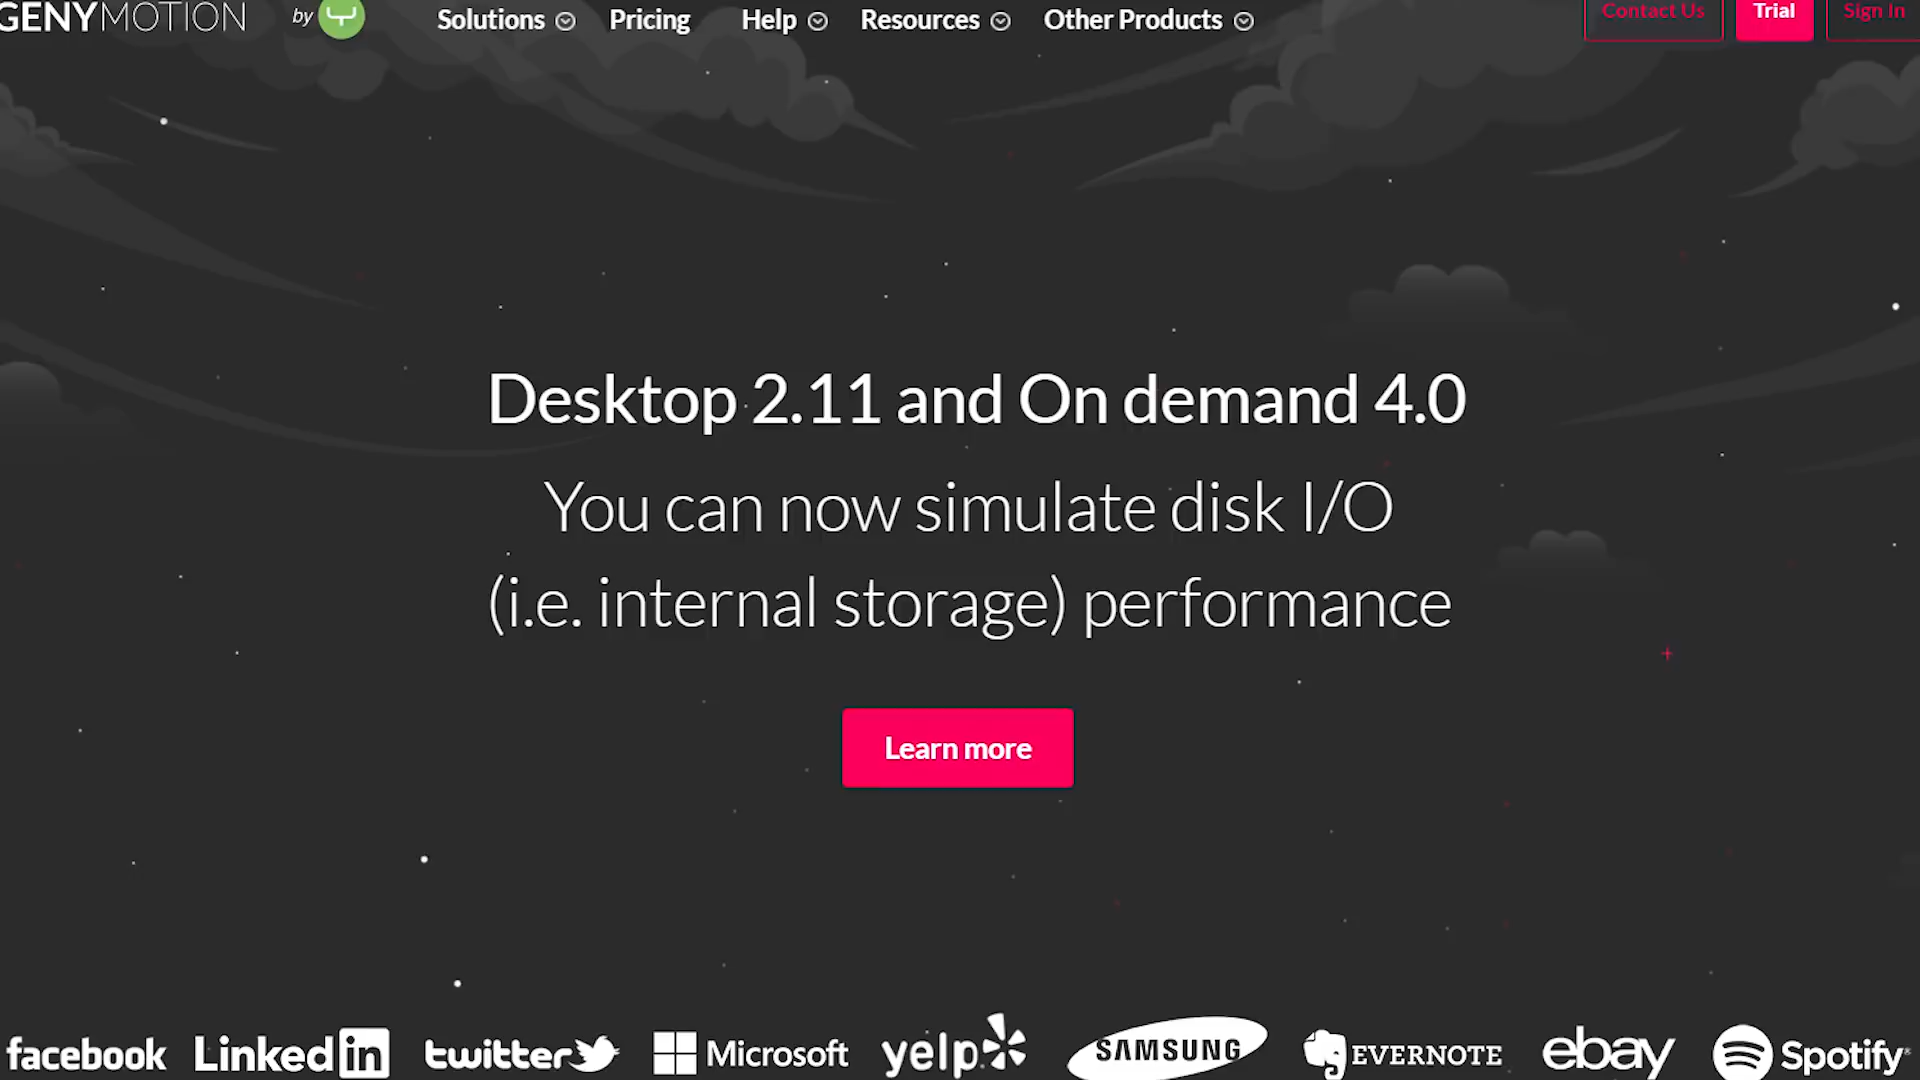 GENYMOTION by
Solutions Pricing Help Resources Other Products
Contact Us Trial Sign In
Desktop 2.11 and On demand 4.0
You can now simulate disk I/O
(i.e. internal storage) performance
Learn more
facebook LinkedIn twitter Microsoft yelp SAMSUNG EVERNOTE ebay Spotify